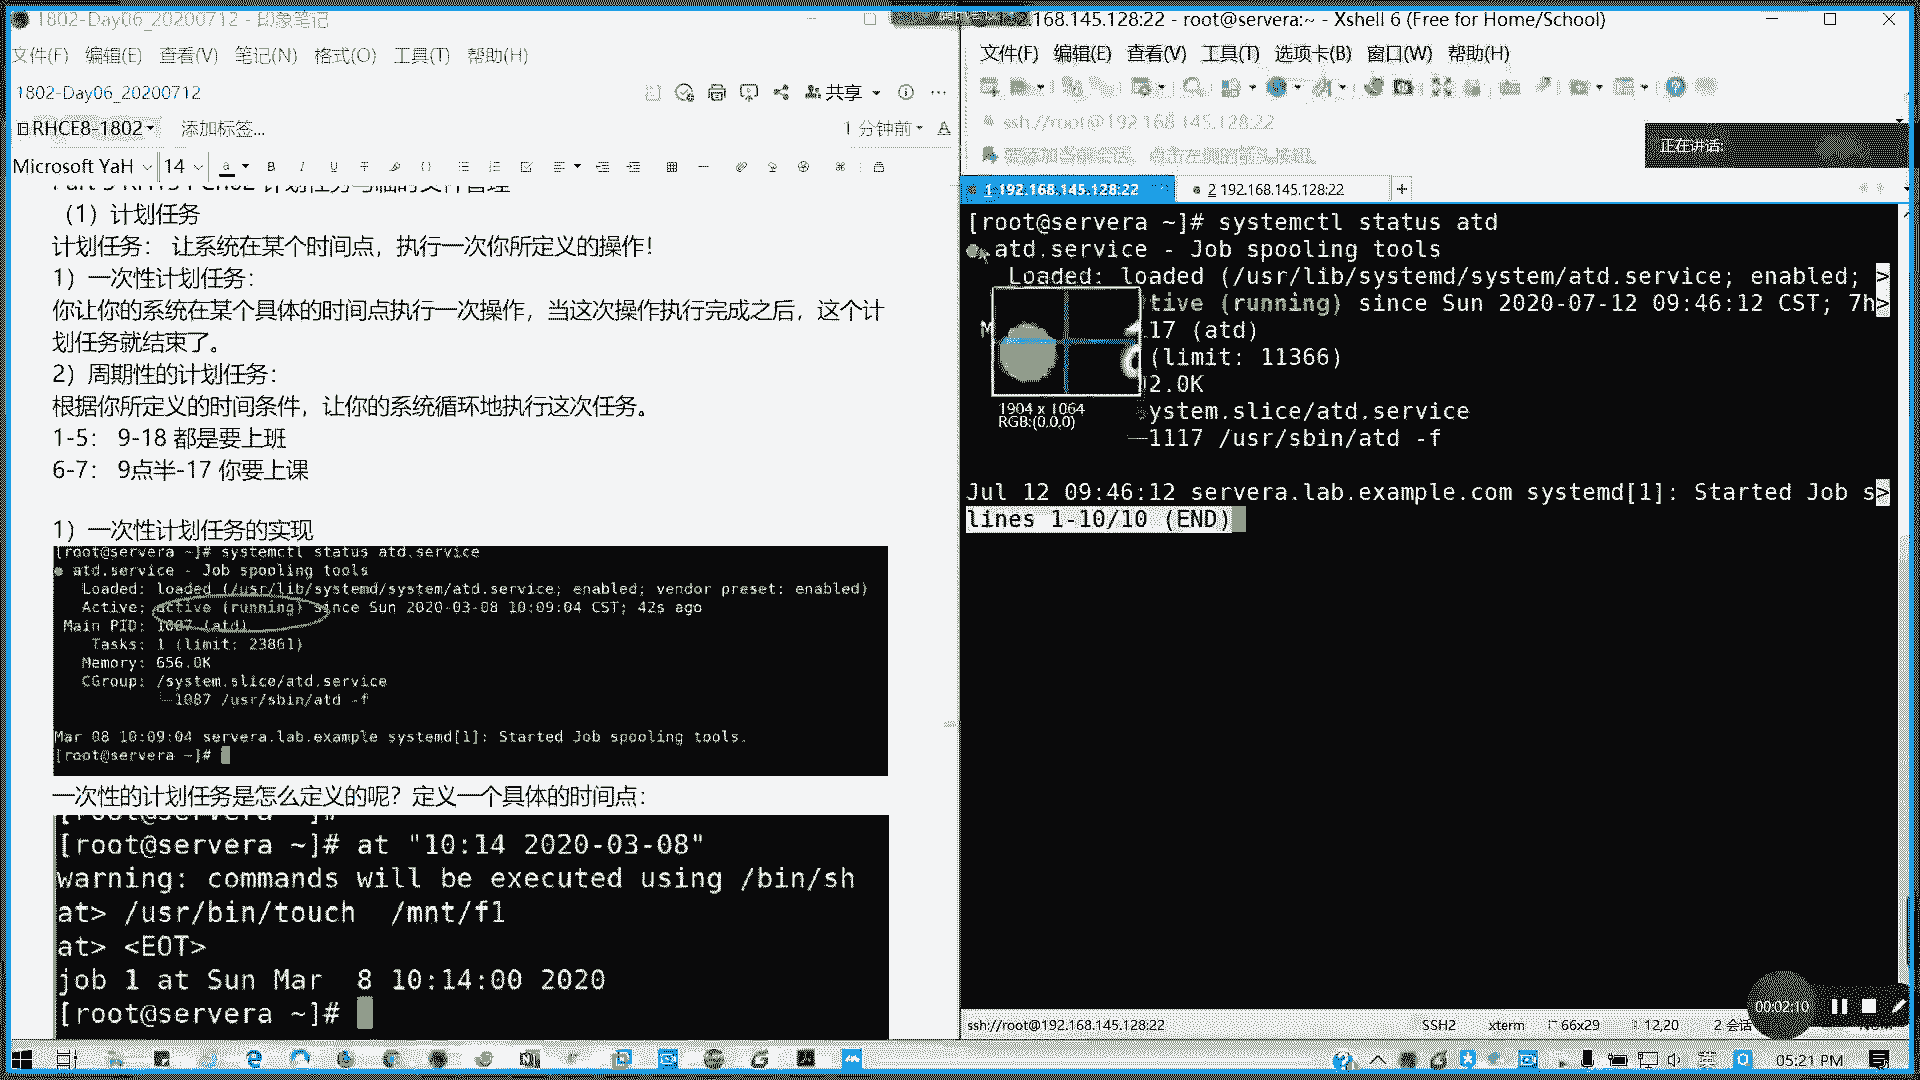 1802-Day06_20200712 - 印象笔记
文件(F) 编辑(E) 查看(V) 笔记(N) 格式(O) 工具(T) 帮助(H)
1802-Day06_20200712
共享
RHCE8-1802
添加标签...
1 分钟前
Microsoft YaH 14
（1）计划任务
计划任务： 让系统在某个时间点，执行一次你所定义的操作！
1）一次性计划任务：
你让你的系统在某个具体的时间点执行一次操作，当这次操作执行完成之后，这个计
划任务就结束了。
2）周期性的计划任务：
根据你所定义的时间条件，让你的系统循环地执行这次任务。
1-5： 9-18 都是要上班
6-7： 9点半-17 你要上课
1）一次性计划任务的实现
[root@servera ~]# systemctl status atd.service
● atd.service - Job spooling tools
Loaded: loaded (/usr/lib/systemd/system/atd.service; enabled; vendor preset: enabled)
Active: active (running) since Sun 2020-03-08 10:09:04 CST; 42s ago
Main PID: 1087 (atd)
Tasks: 1 (limit: 23861)
Memory: 656.0K
CGroup: /system.slice/atd.service
└─1087 /usr/sbin/atd -f
Mar 08 10:09:04 servera.lab.example systemd[1]: Started Job spooling tools.
[root@servera ~]#
一次性的计划任务是怎么定义的呢？定义一个具体的时间点：
[root@servera ~]# at "10:14 2020-03-08"
warning: commands will be executed using /bin/sh
at> /usr/bin/touch  /mnt/f1
at> <EOT>
job 1 at Sun Mar  8 10:14:00 2020
[root@servera ~]#
.168.145.128:22 - root@servera:~ - Xshell 6 (Free for Home/School)
文件(F) 编辑(E) 查看(V) 工具(T) 选项卡(B) 窗口(W) 帮助(H)
ssh://root@192.168.145.128:22
要添加当前会话，点击左侧的箭头按钮。
正在讲话:
1 192.168.145.128:22
2 192.168.145.128:22
[root@servera ~]# systemctl status atd
● atd.service - Job spooling tools
Loaded: loaded (/usr/lib/systemd/system/atd.service; enabled; >
tive (running) since Sun 2020-07-12 09:46:12 CST; 7h>
M 17 (atd)
(limit: 11366)
2.0K
ystem.slice/atd.service
─1117 /usr/sbin/atd -f
1904 x 1064
RGB:(0,0,0)
Jul 12 09:46:12 servera.lab.example.com systemd[1]: Started Job s>
lines 1-10/10 (END)
00:02:10
ssh://root@192.168.145.128:22
SSH2
xterm
66x29
12,20
2 会话
英
05:21 PM